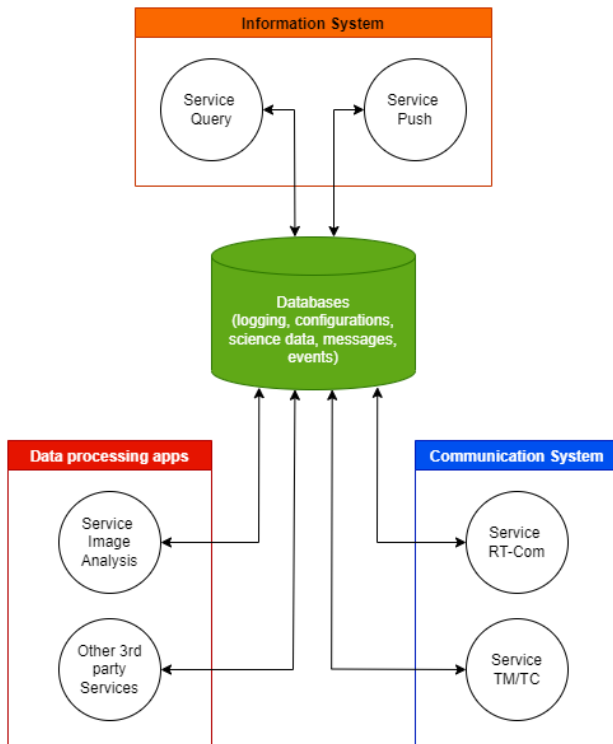 Information System
Service
Query
Service
Push
Databases
(logging, configurations,
science data, messages,
events)
Data processing apps
Service
Image
Analysis
Other 3rd
party
Services
Communication System
Service
RT-Com
Service
TM/TC